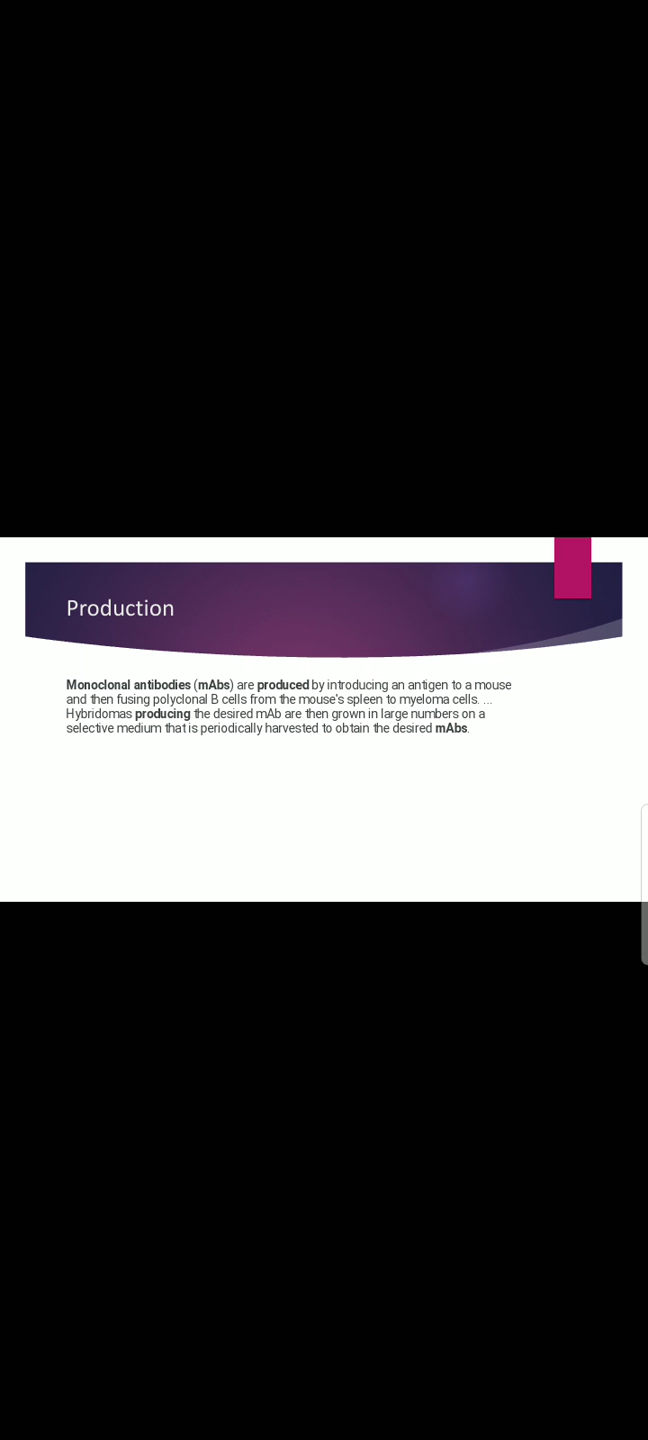 Production
Monoclonal antibodies (mAbs) are produced by introducing an antigen to a mouse
and then fusing polyclonal B cells from the mouse's spleen to myeloma cells. ...
Hybridomas producing the desired mAb are then grown in large numbers on a
selective medium that is periodically harvested to obtain the desired mAbs.